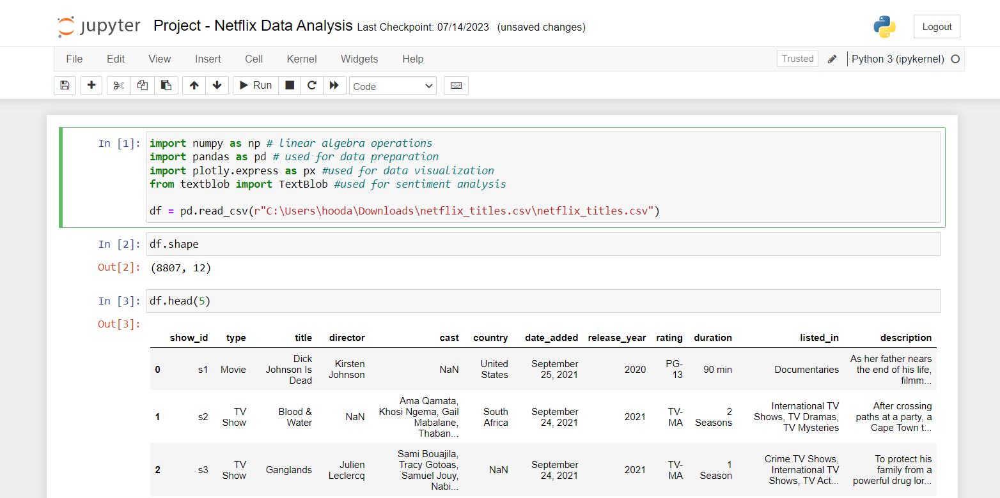 jupyter Project - Netflix Data Analysis Last Checkpoint: 07/14/2023 (unsaved changes) Logout
File Edit View Insert Cell Kernel Widgets Help Trusted Python 3 (ipykernel)
Run Code
In [1]: import numpy as np # linear algebra operations
import pandas as pd # used for data preparation
import plotly.express as px #used for data visualization
from textblob import TextBlob #used for sentiment analysis
df = pd.read_csv(r"C:\Users\hooda\Downloads\netflix_titles.csv\netflix_titles.csv")
In [2]: df.shape
Out[2]: (8807, 12)
In [3]: df.head(5)
Out[3]:
show_id type title director cast country date_added release_year rating duration listed_in description
0 s1 Movie
Dick
Johnson Is
Dead
Kirsten
Johnson
NaN
United
States
September
25, 2021
2020
PG-
13
90 min
Documentaries
As her father nears
the end of his life,
filmm...
1 s2
TV
Show
Blood &
Water
NaN
Ama Qamata,
Khosi Ngema, Gail
Mabalane,
Thaban...
South
Africa
September
24, 2021
2021
TV-
MA
2
Seasons
International TV
Shows, TV Dramas,
TV Mysteries
After crossing
paths at a party, a
Cape Town t...
2 s3
TV
Show
Ganglands
Julien
Leclercq
Sami Bouajila,
Tracy Gotoas,
Samuel Jouy,
Nabi...
NaN
September
24, 2021
2021
TV-
MA
1
Season
Crime TV Shows,
International TV
Shows, TV Act...
To protect his
family from a
powerful drug lor...